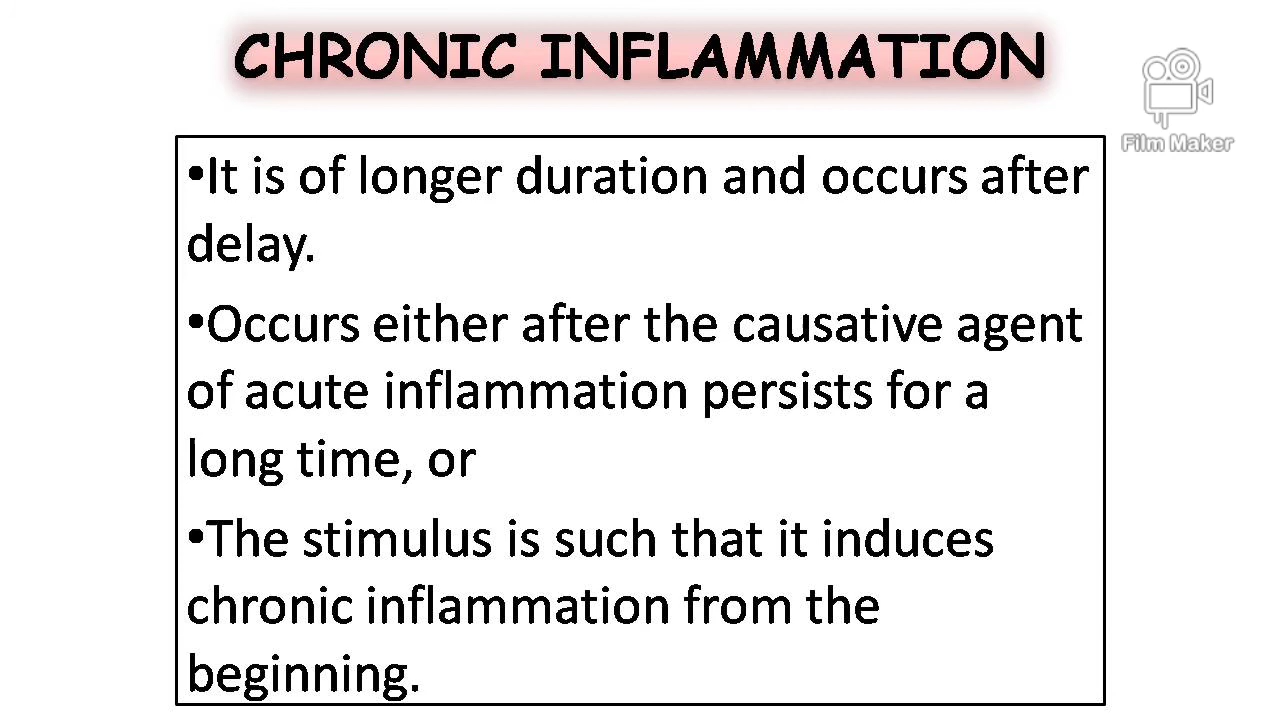 CHRONIC INFLAMMATION
Film Maker
•It is of longer duration and occurs after
delay.
•Occurs either after the causative agent
of acute inflammation persists for a
long time, or
•The stimulus is such that it induces
chronic inflammation from the
beginning.